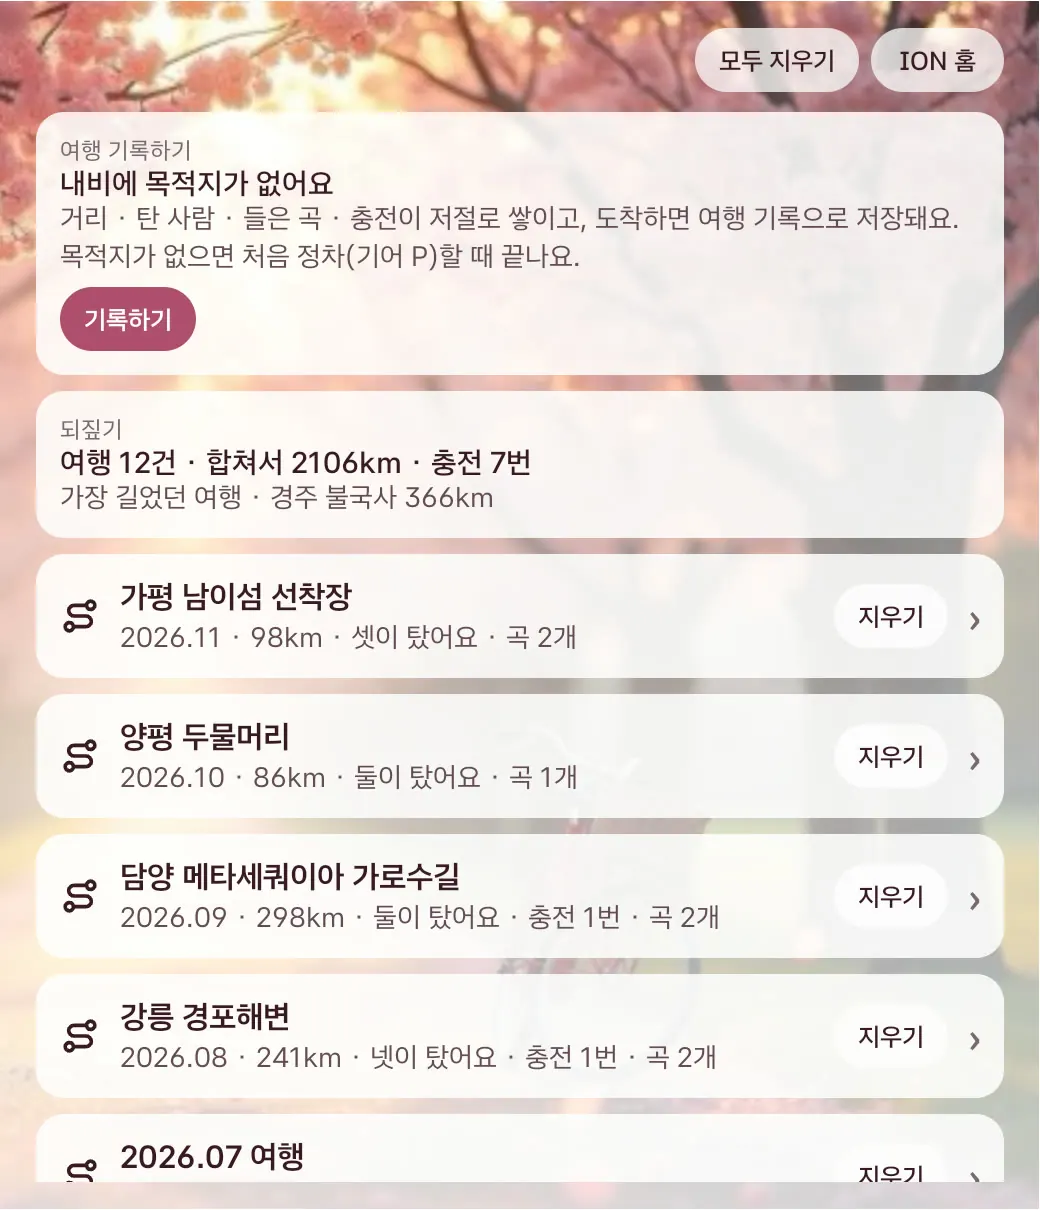 모두 지우기
ION 홈
여행 기록하기
내비에 목적지가 없어요
거리 · 탄 사람 · 들은 곡 · 충전이 저절로 쌓이고, 도착하면 여행 기록으로 저장돼요.
목적지가 없으면 처음 정차(기어 P)할 때 끝나요.
기록하기
되짚기
여행 12건 · 합쳐서 2106km · 충전 7번
가장 길었던 여행 · 경주 불국사 366km
가평 남이섬 선착장
2026.11 · 98km · 셋이 탔어요 · 곡 2개
지우기
양평 두물머리
2026.10 · 86km · 둘이 탔어요 · 곡 1개
지우기
담양 메타세쿼이아 가로수길
2026.09 · 298km · 둘이 탔어요 · 충전 1번 · 곡 2개
지우기
강릉 경포해변
2026.08 · 241km · 넷이 탔어요 · 충전 1번 · 곡 2개
지우기
2026.07 여행
지우기